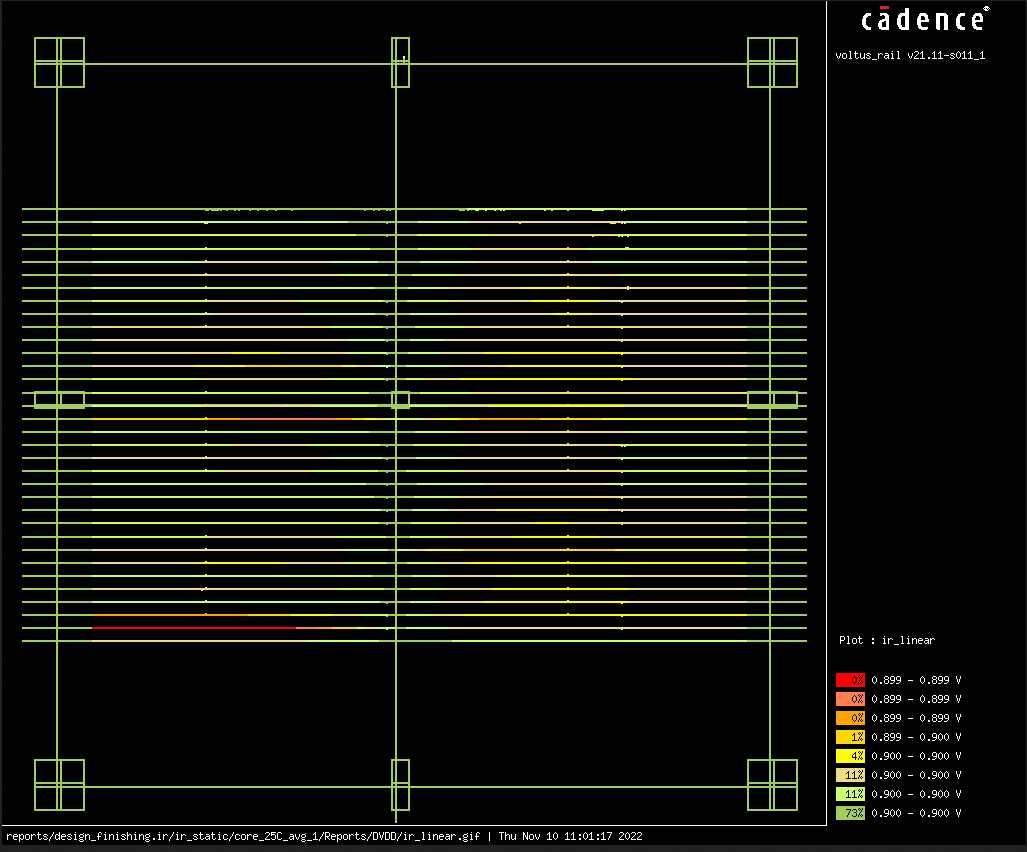 cādence®
voltus_rail v21.11-s011_1
Plot : ir_linear
0% 0.899 - 0.899 V
0% 0.899 - 0.899 V
0% 0.899 - 0.899 V
1% 0.899 - 0.900 V
4% 0.900 - 0.900 V
11% 0.900 - 0.900 V
11% 0.900 - 0.900 V
73% 0.900 - 0.900 V
reports/design_finishing.ir/ir_static/core_25C_avg_1/Reports/DVDD/ir_linear.gif | Thu Nov 10 11:01:17 2022